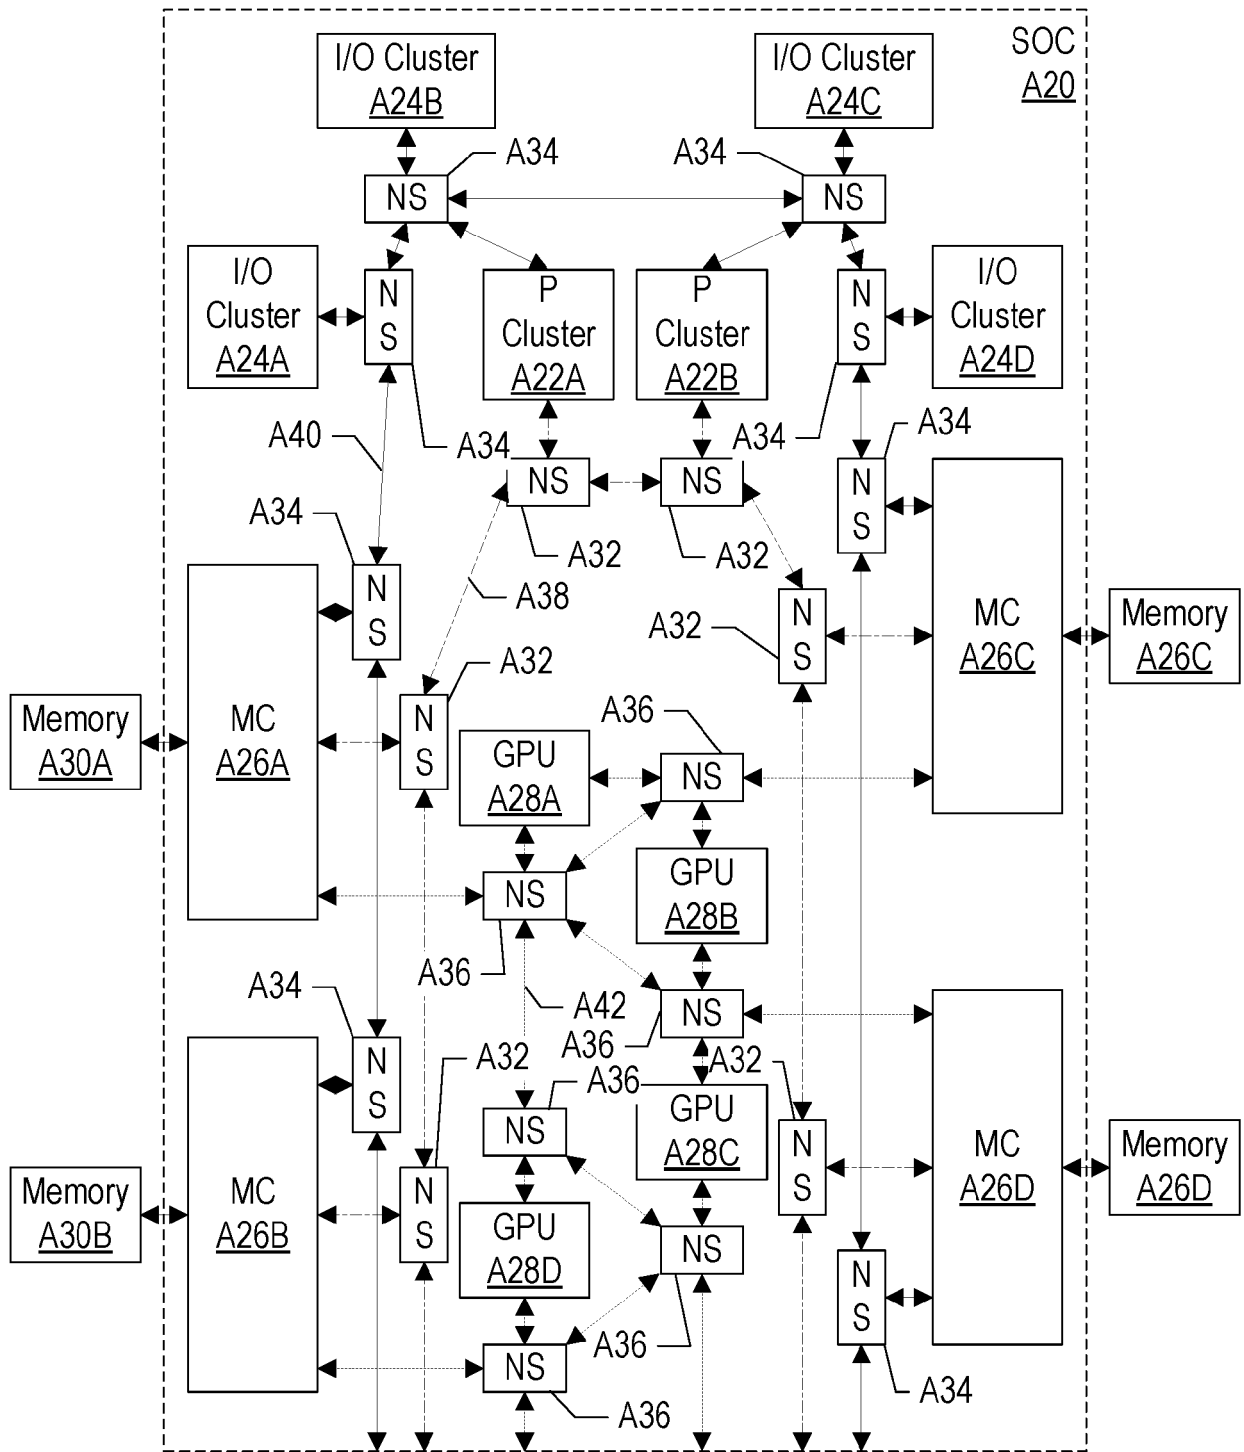 SOC
A20
I/O Cluster
A24B
I/O Cluster
A24C
A34
A34
NS
NS
I/O
Cluster
A24A
N
S
P
Cluster
A22A
P
Cluster
A22B
N
S
I/O
Cluster
A24D
A40
A34
A34
A34
NS
NS
N
S
A34
A32
A32
N
S
A38
N
S
A32
MC
A26C
Memory
A26C
A32
Memory
A30A
MC
A26A
N
S
A36
GPU
A28A
NS
NS
GPU
A28B
A36
A34
A42
NS
A36
N
S
A32
A36
A32
NS
GPU
A28C
N
S
MC
A26D
Memory
A26D
Memory
A30B
MC
A26B
N
S
GPU
A28D
NS
N
S
A36
NS
A34
A36